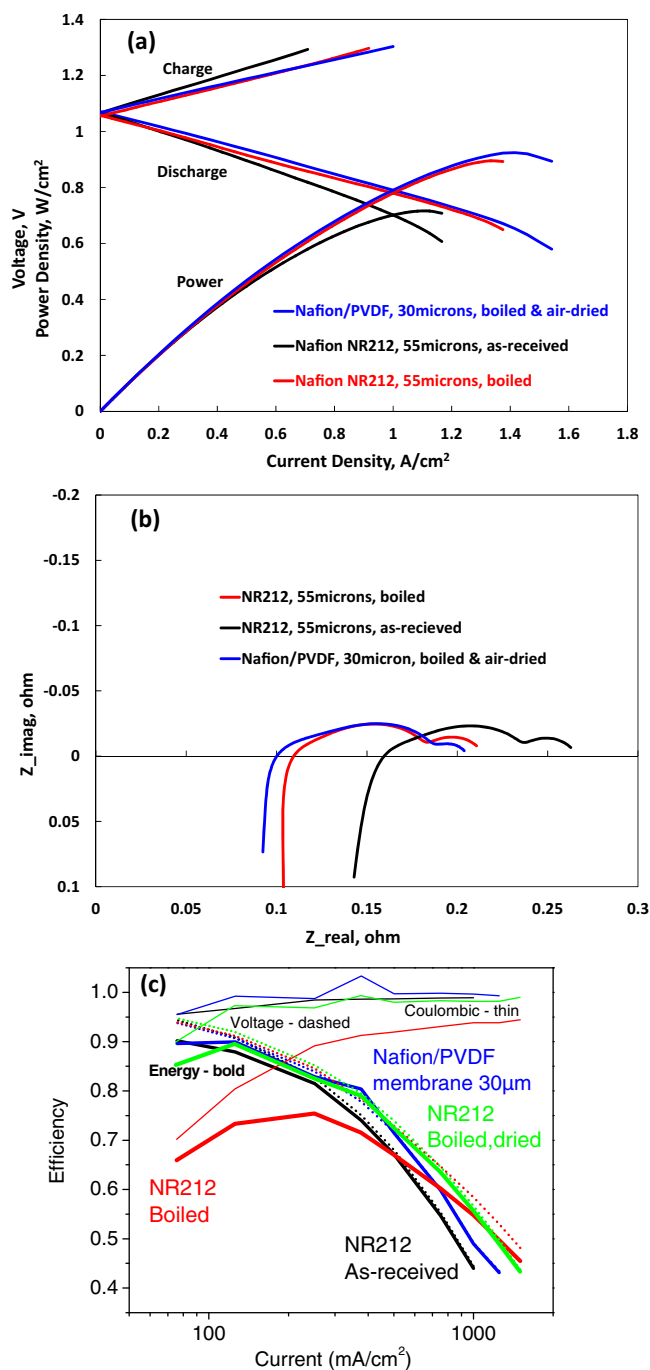 (a)
1.4
1.2
1
0.8
0.6
0.4
0.2
0
Voltage, V
Power Density, W/cm²
Charge
Discharge
Power
Nafion/PVDF, 30microns, boiled & air-dried
Nafion NR212, 55microns, as-received
Nafion NR212, 55microns, boiled
0 0.2 0.4 0.6 0.8 1 1.2 1.4 1.6 1.8
Current Density, A/cm²
(b)
-0.2
-0.15
-0.1
-0.05
0
0.05
0.1
Z_imag, ohm
NR212, 55microns, boiled
NR212, 55microns, as-recieved
Nafion/PVDF, 30micron, boiled & air-dried
0 0.05 0.1 0.15 0.2 0.25 0.3
Z_real, ohm
(c)
1.0
0.9
0.8
0.7
0.6
0.5
0.4
Efficiency
Voltage - dashed
Coulombic - thin
Energy - bold
Nafion/PVDF
membrane 30µm
NR212
Boiled,dried
NR212
Boiled
NR212
As-received
100 1000
Current (mA/cm²)